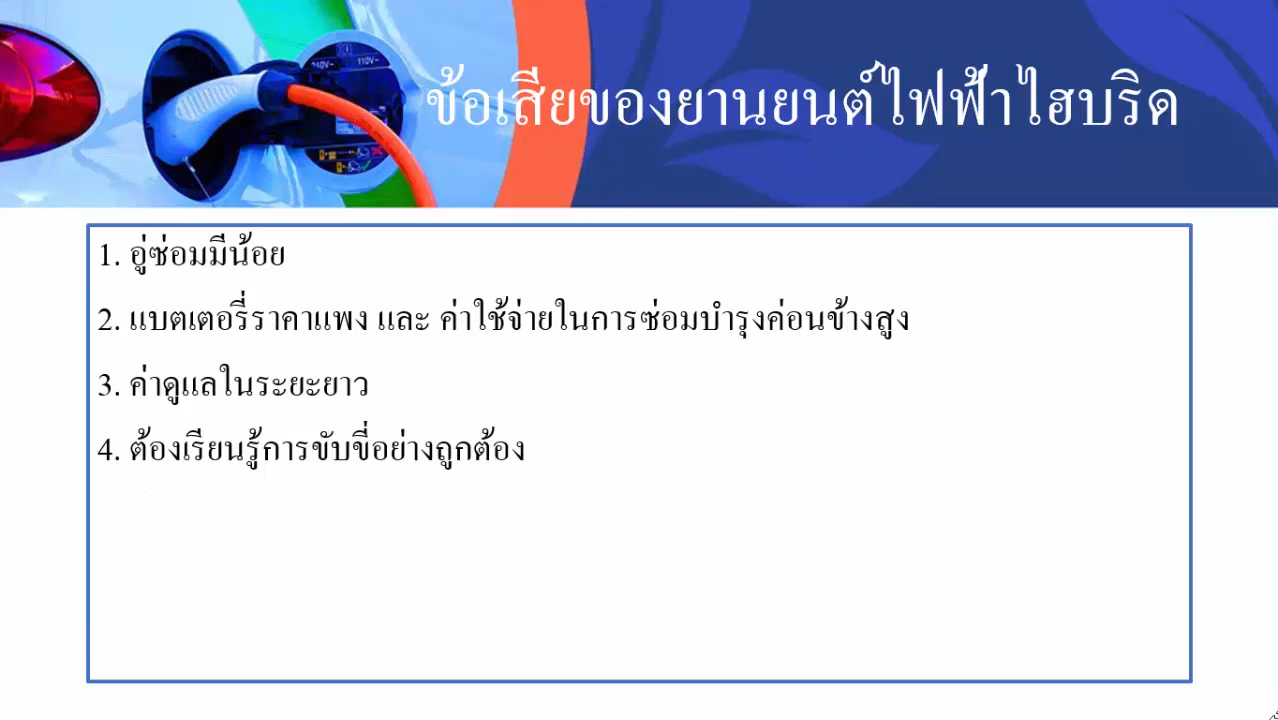 240V~ 110V~
ข้อเสียของยานยนต์ไฟฟ้าไฮบริด
1. อู่ซ่อมมีน้อย
2. แบตเตอรี่ราคาแพง และ ค่าใช้จ่ายในการซ่อมบำรุงค่อนข้างสูง
3. ค่าดูแลในระยะยาว
4. ต้องเรียนรู้การขับขี่อย่างถูกต้อง